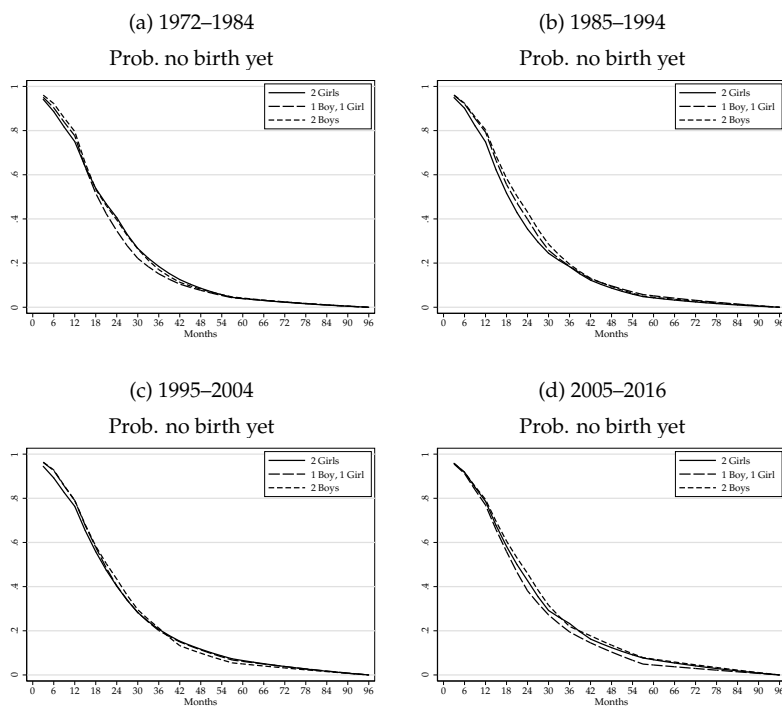 (a) 1972–1984
Prob. no birth yet
2 Girls
1 Boy, 1 Girl
2 Boys
1
.8
.6
.4
.2
0
0 6 12 18 24 30 36 42 48 54 60 66 72 78 84 90 96
Months
(b) 1985–1994
Prob. no birth yet
2 Girls
1 Boy, 1 Girl
2 Boys
1
.8
.6
.4
.2
0
0 6 12 18 24 30 36 42 48 54 60 66 72 78 84 90 96
Months
(c) 1995–2004
Prob. no birth yet
2 Girls
1 Boy, 1 Girl
2 Boys
1
.8
.6
.4
.2
0
0 6 12 18 24 30 36 42 48 54 60 66 72 78 84 90 96
Months
(d) 2005–2016
Prob. no birth yet
2 Girls
1 Boy, 1 Girl
2 Boys
1
.8
.6
.4
.2
0
0 6 12 18 24 30 36 42 48 54 60 66 72 78 84 90 96
Months